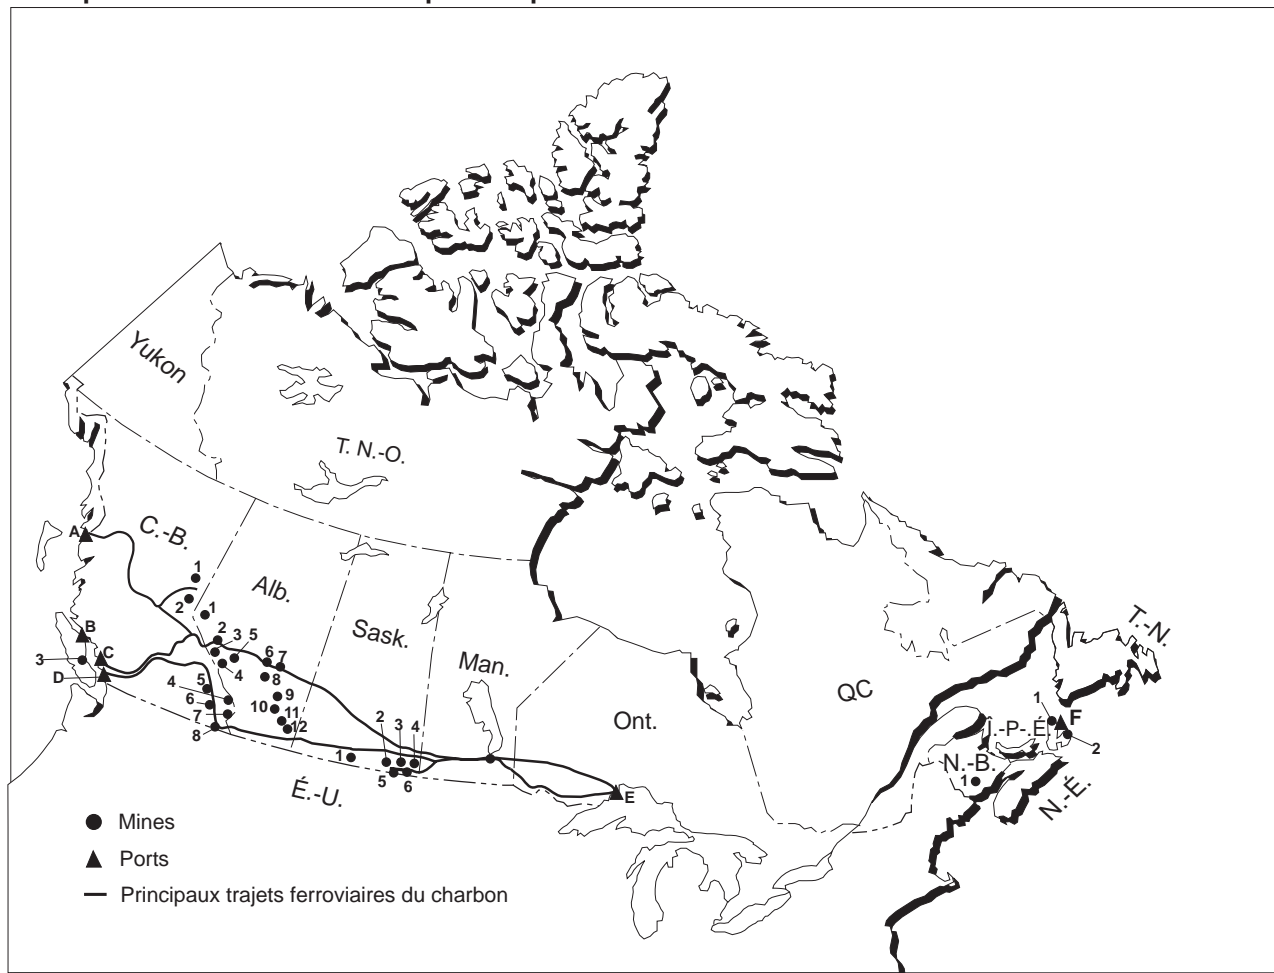 Yukon
T. N.-O.
A
C.-B.
1
2
1
Alb.
2
3
5
4
6
7
8
Sask.
Man.
B
3
C
D
5
4
6
7
8
9
10
11
12
1
2
3
4
5
6
E
Ont.
QC
T.-N.
1
F
2
Î.-P.-É.
N.-B.
1
N.-É.
É.-U.
Mines
Ports
Principaux trajets ferroviaires du charbon